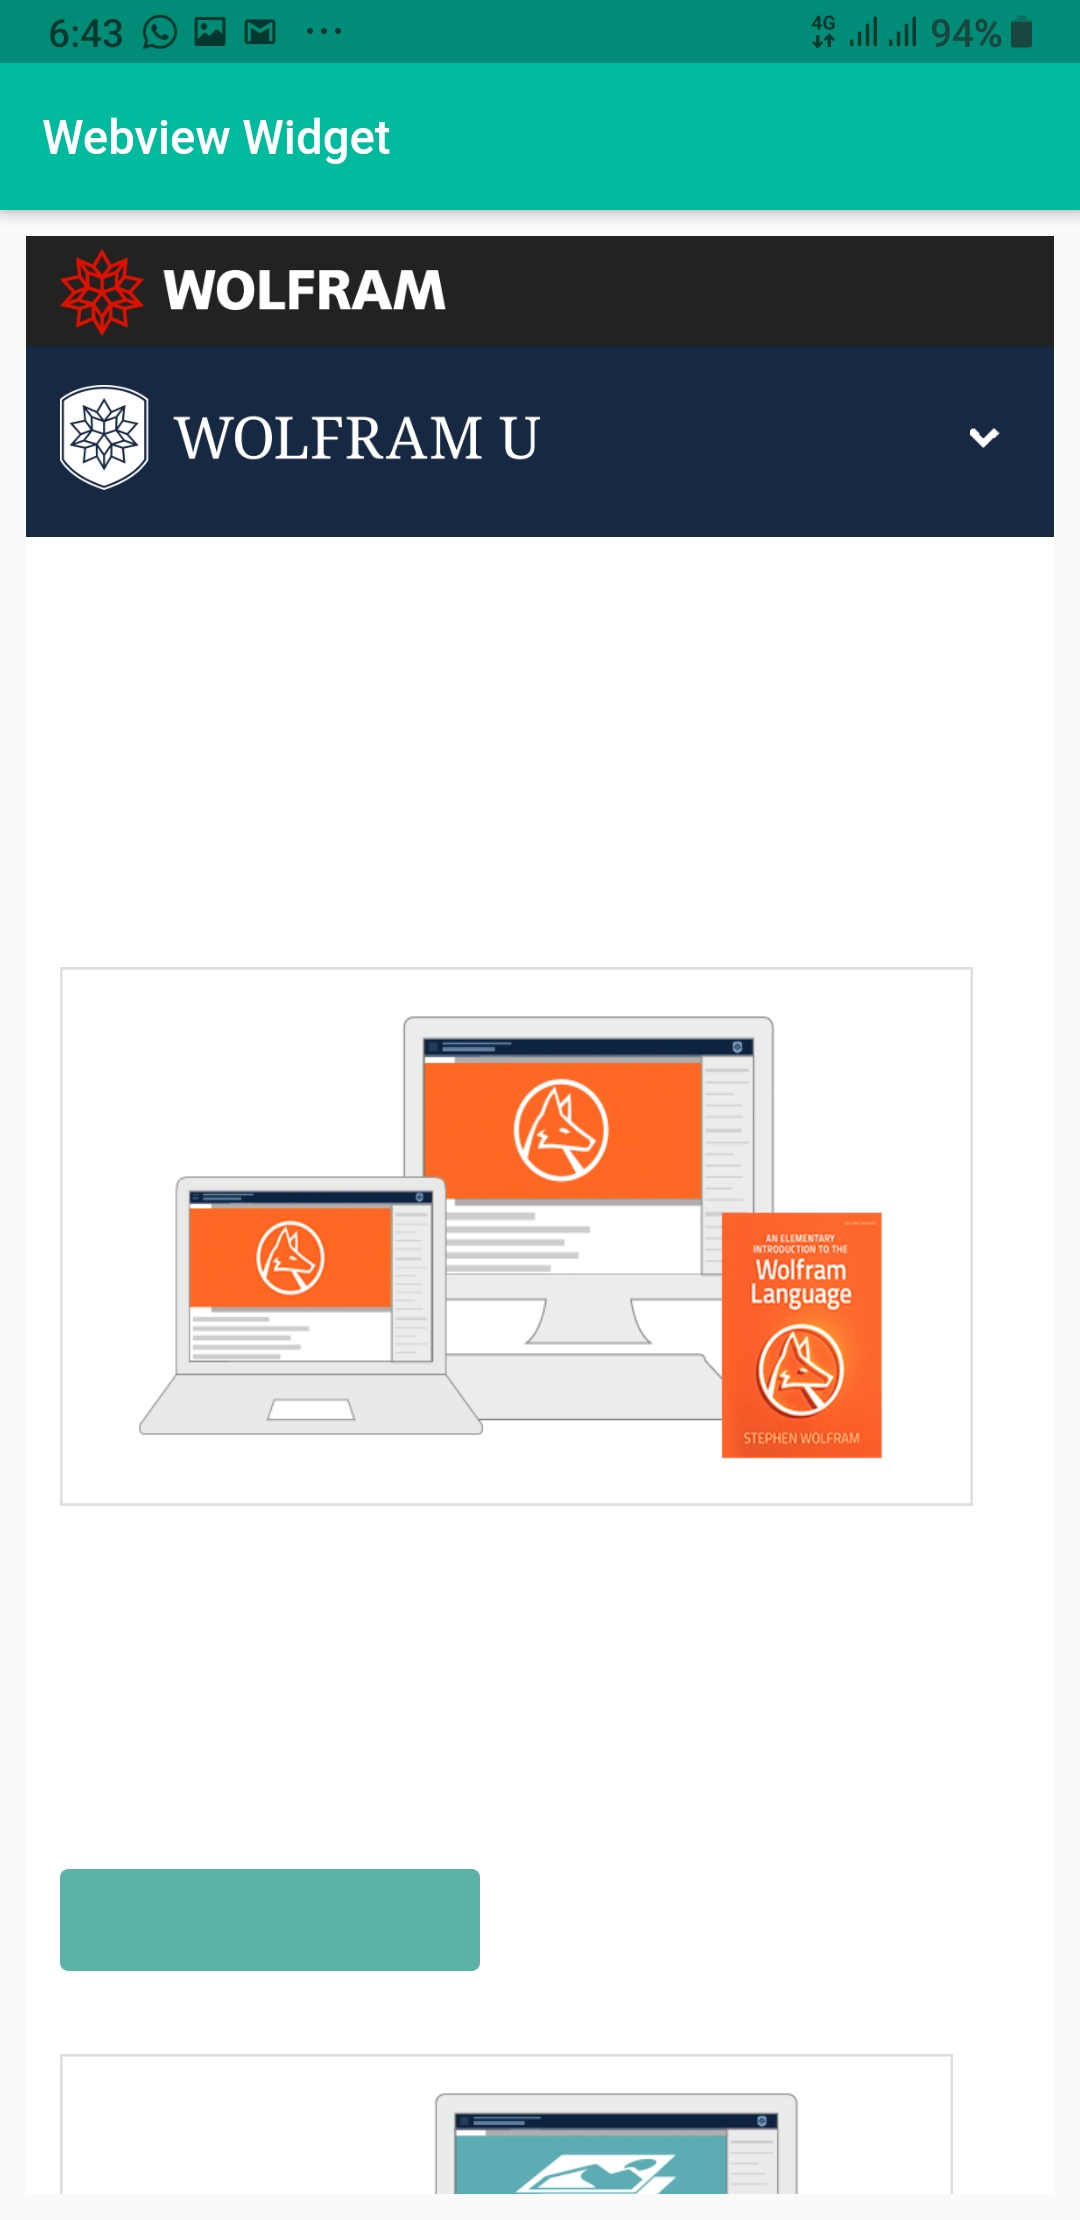 6:43
4G
94%
Webview Widget
WOLFRAM
WOLFRAM U
AN ELEMENTARY
INTRODUCTION TO THE
Wolfram
Language
STEPHEN WOLFRAM